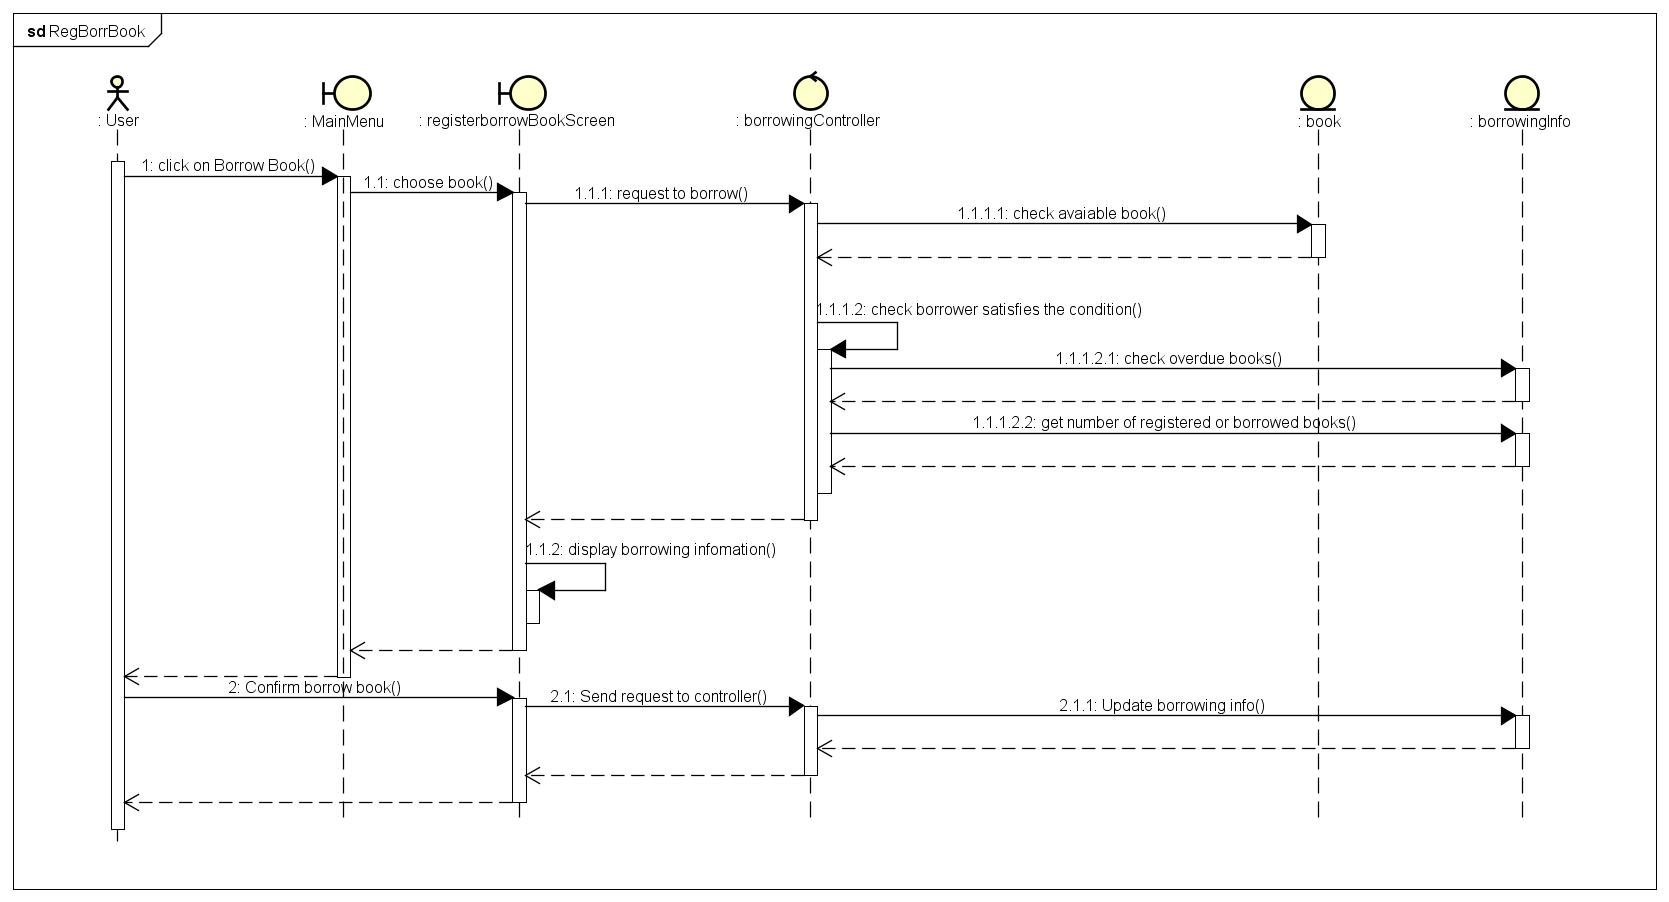 sd RegBorrBook
: User
: MainMenu
: registerborrowBookScreen
: borrowingController
: book
: borrowingInfo
1: click on Borrow Book()
1.1: choose book()
1.1.1: request to borrow()
1.1.1.1: check avaiable book()
1.1.1.2: check borrower satisfies the condition()
1.1.1.2.1: check overdue books()
1.1.1.2.2: get number of registered or borrowed books()
1.1.2: display borrowing infomation()
2: Confirm borrow book()
2.1: Send request to controller()
2.1.1: Update borrowing info()